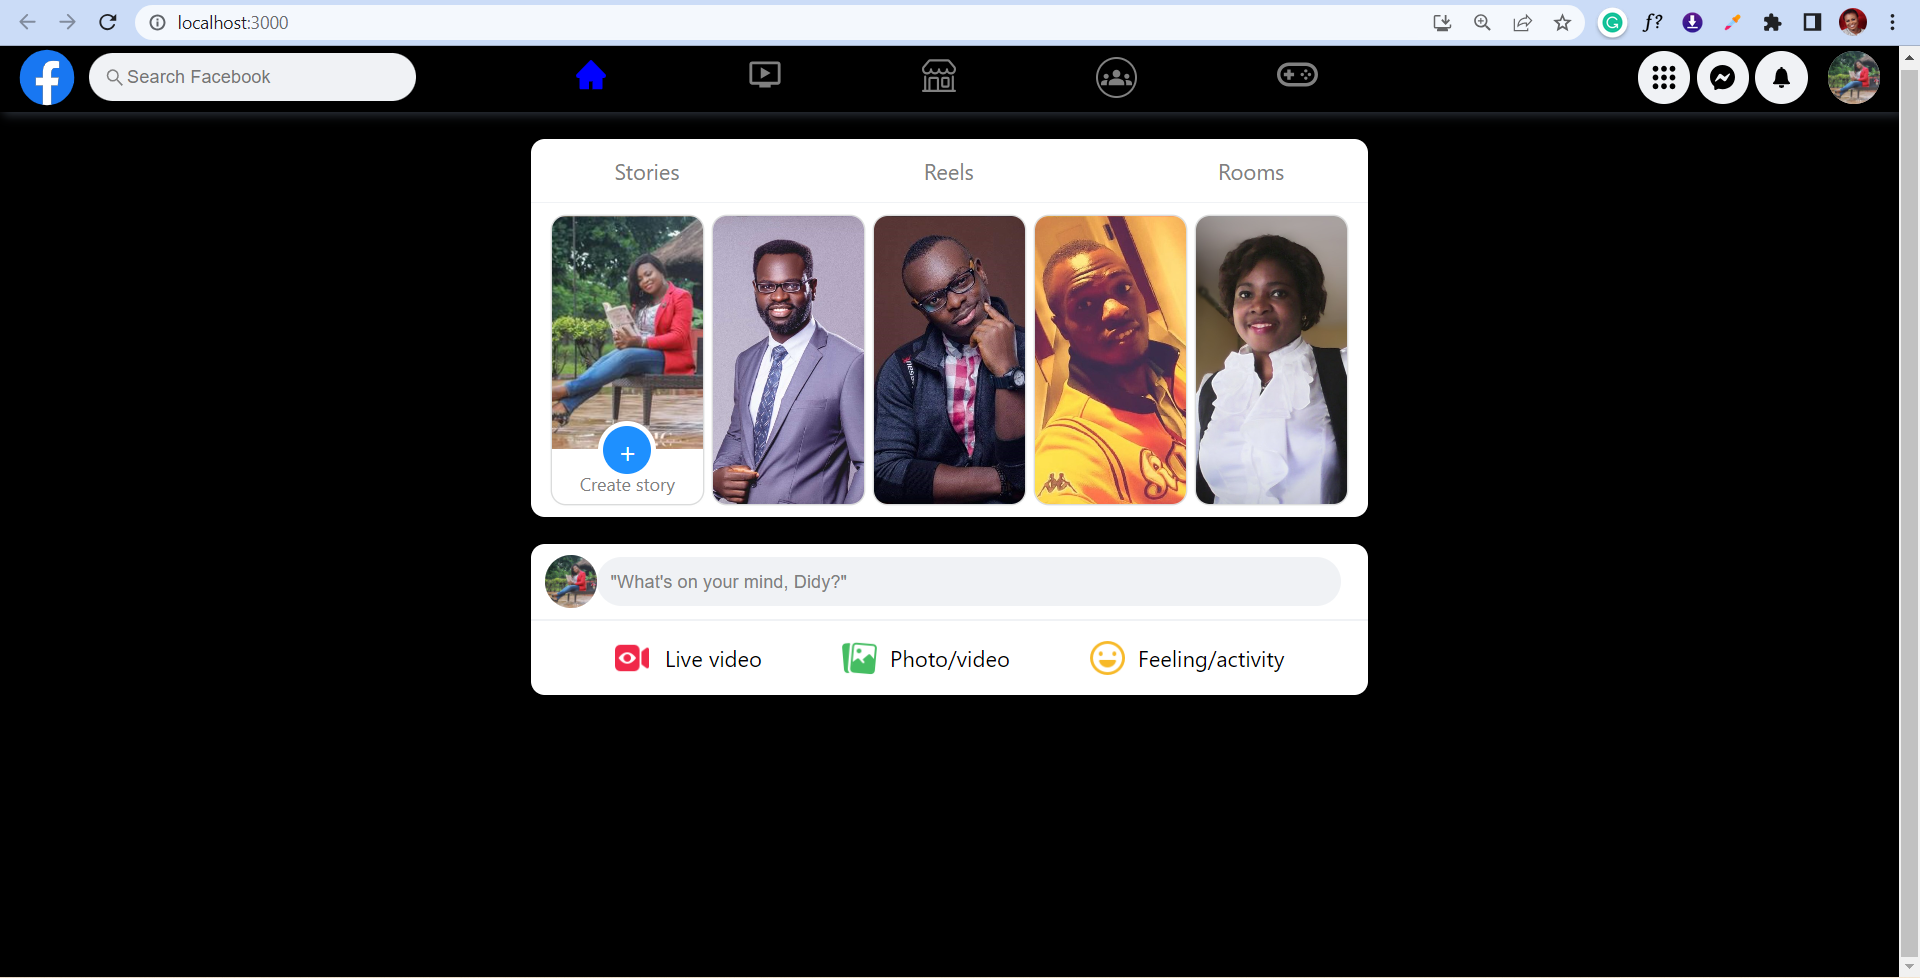 localhost:3000
f?
Search Facebook
Stories
Reels
Rooms
+
Create story
"What's on your mind, Didy?"
Live video
Photo/video
Feeling/activity